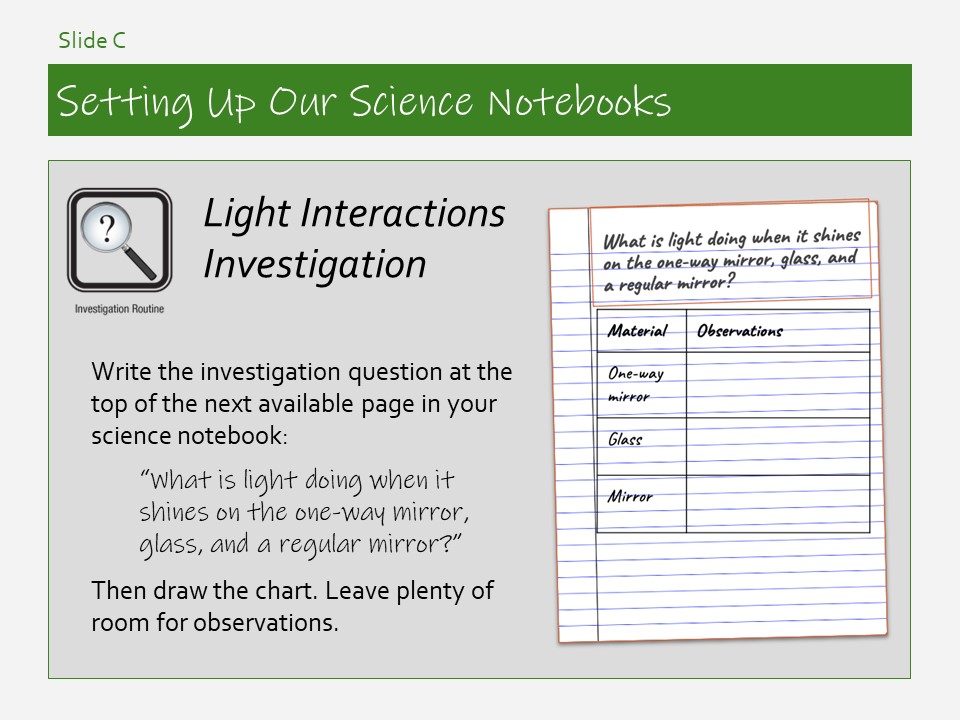 Slide C
Setting Up Our Science Notebooks
?
Investigation Routine
Light Interactions
Investigation
Write the investigation question at the
top of the next available page in your
science notebook:
“What is light doing when it
shines on the one-way mirror,
glass, and a regular mirror?”
Then draw the chart. Leave plenty of
room for observations.
What is light doing when it shines
on the one-way mirror, glass, and
a regular mirror?
Material Observations
One-way
mirror
Glass
Mirror